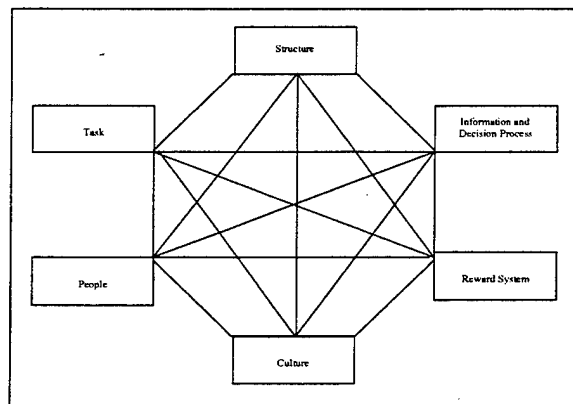 Structure
Task
Information and
Decision Process
People
Reward System
Culture